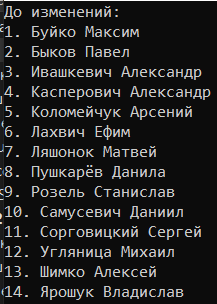 До изменений:
1. Буйко Максим
2. Быков Павел
3. Ивашкевич Александр
4. Касперович Александр
5. Коломейчук Арсений
6. Лахвич Ефим
7. Ляшонок Матвей
8. Пушкарёв Данила
9. Розель Станислав
10. Самусевич Даниил
11. Сорговицкий Сергей
12. Угляница Михаил
13. Шимко Алексей
14. Ярошук Владислав